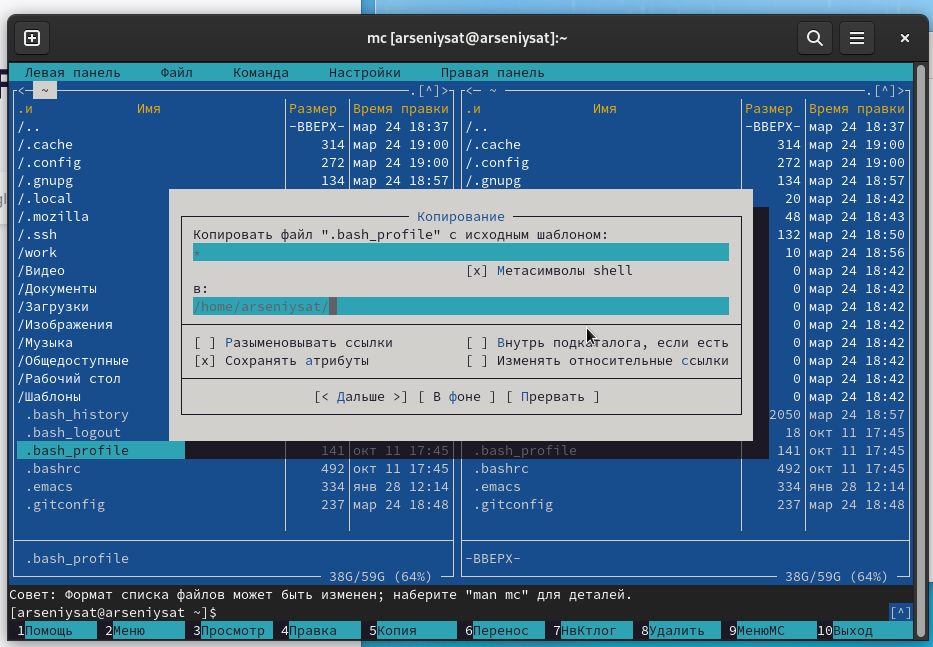 mc [arseniysat@arseniysat]:~
Левая панель Файл Команда Настройки Правая панель
<─ ~ .[^]> <─ ~ .[^]>
.и Имя Размер Время правки .и Имя Размер Время правки
/.. -ВВЕРХ- мар 24 18:37 /.. -ВВЕРХ- мар 24 18:37
/.cache 314 мар 24 19:00 /.cache 314 мар 24 19:00
/.config 272 мар 24 19:00 /.config 272 мар 24 19:00
/.gnupg 134 мар 24 18:57 /.gnupg 134 мар 24 18:57
/.local 20 мар 24 18:42
/.mozilla 48 мар 24 18:43
/.ssh 132 мар 24 18:50
/work 10 мар 24 18:56
/Видео 0 мар 24 18:42
/Документы 0 мар 24 18:42
/Загрузки 0 мар 24 18:42
/Изображения 0 мар 24 18:42
/Музыка 0 мар 24 18:42
/Общедоступные 0 мар 24 18:42
/Рабочий стол 0 мар 24 18:42
/Шаблоны 0 мар 24 18:42
.bash_history 2050 мар 24 18:57
.bash_logout 18 окт 11 17:45
.bash_profile 141 окт 11 17:45 .bash_profile 141 окт 11 17:45
.bashrc 492 окт 11 17:45 .bashrc 492 окт 11 17:45
.emacs 334 янв 28 12:14 .emacs 334 янв 28 12:14
.gitconfig 237 мар 24 18:48 .gitconfig 237 мар 24 18:48
Копирование
Копировать файл ".bash_profile" с исходным шаблоном:
*
[x] Метасимволы shell
в:
/home/arseniysat/
[ ] Разыменовывать ссылки [ ] Внутрь подкаталога, если есть
[x] Сохранять атрибуты [ ] Изменять относительные ссылки
[< Дальше >] [ В фоне ] [ Прервать ]
.bash_profile -ВВЕРХ-
38G/59G (64%) 38G/59G (64%)
Совет: Формат списка файлов может быть изменен; наберите "man mc" для деталей.
[arseniysat@arseniysat ~]$ [^]
1Помощь 2Меню 3Просмотр 4Правка 5Копия 6Перенос 7НвКтлог 8Удалить 9МенюМС 10Выход